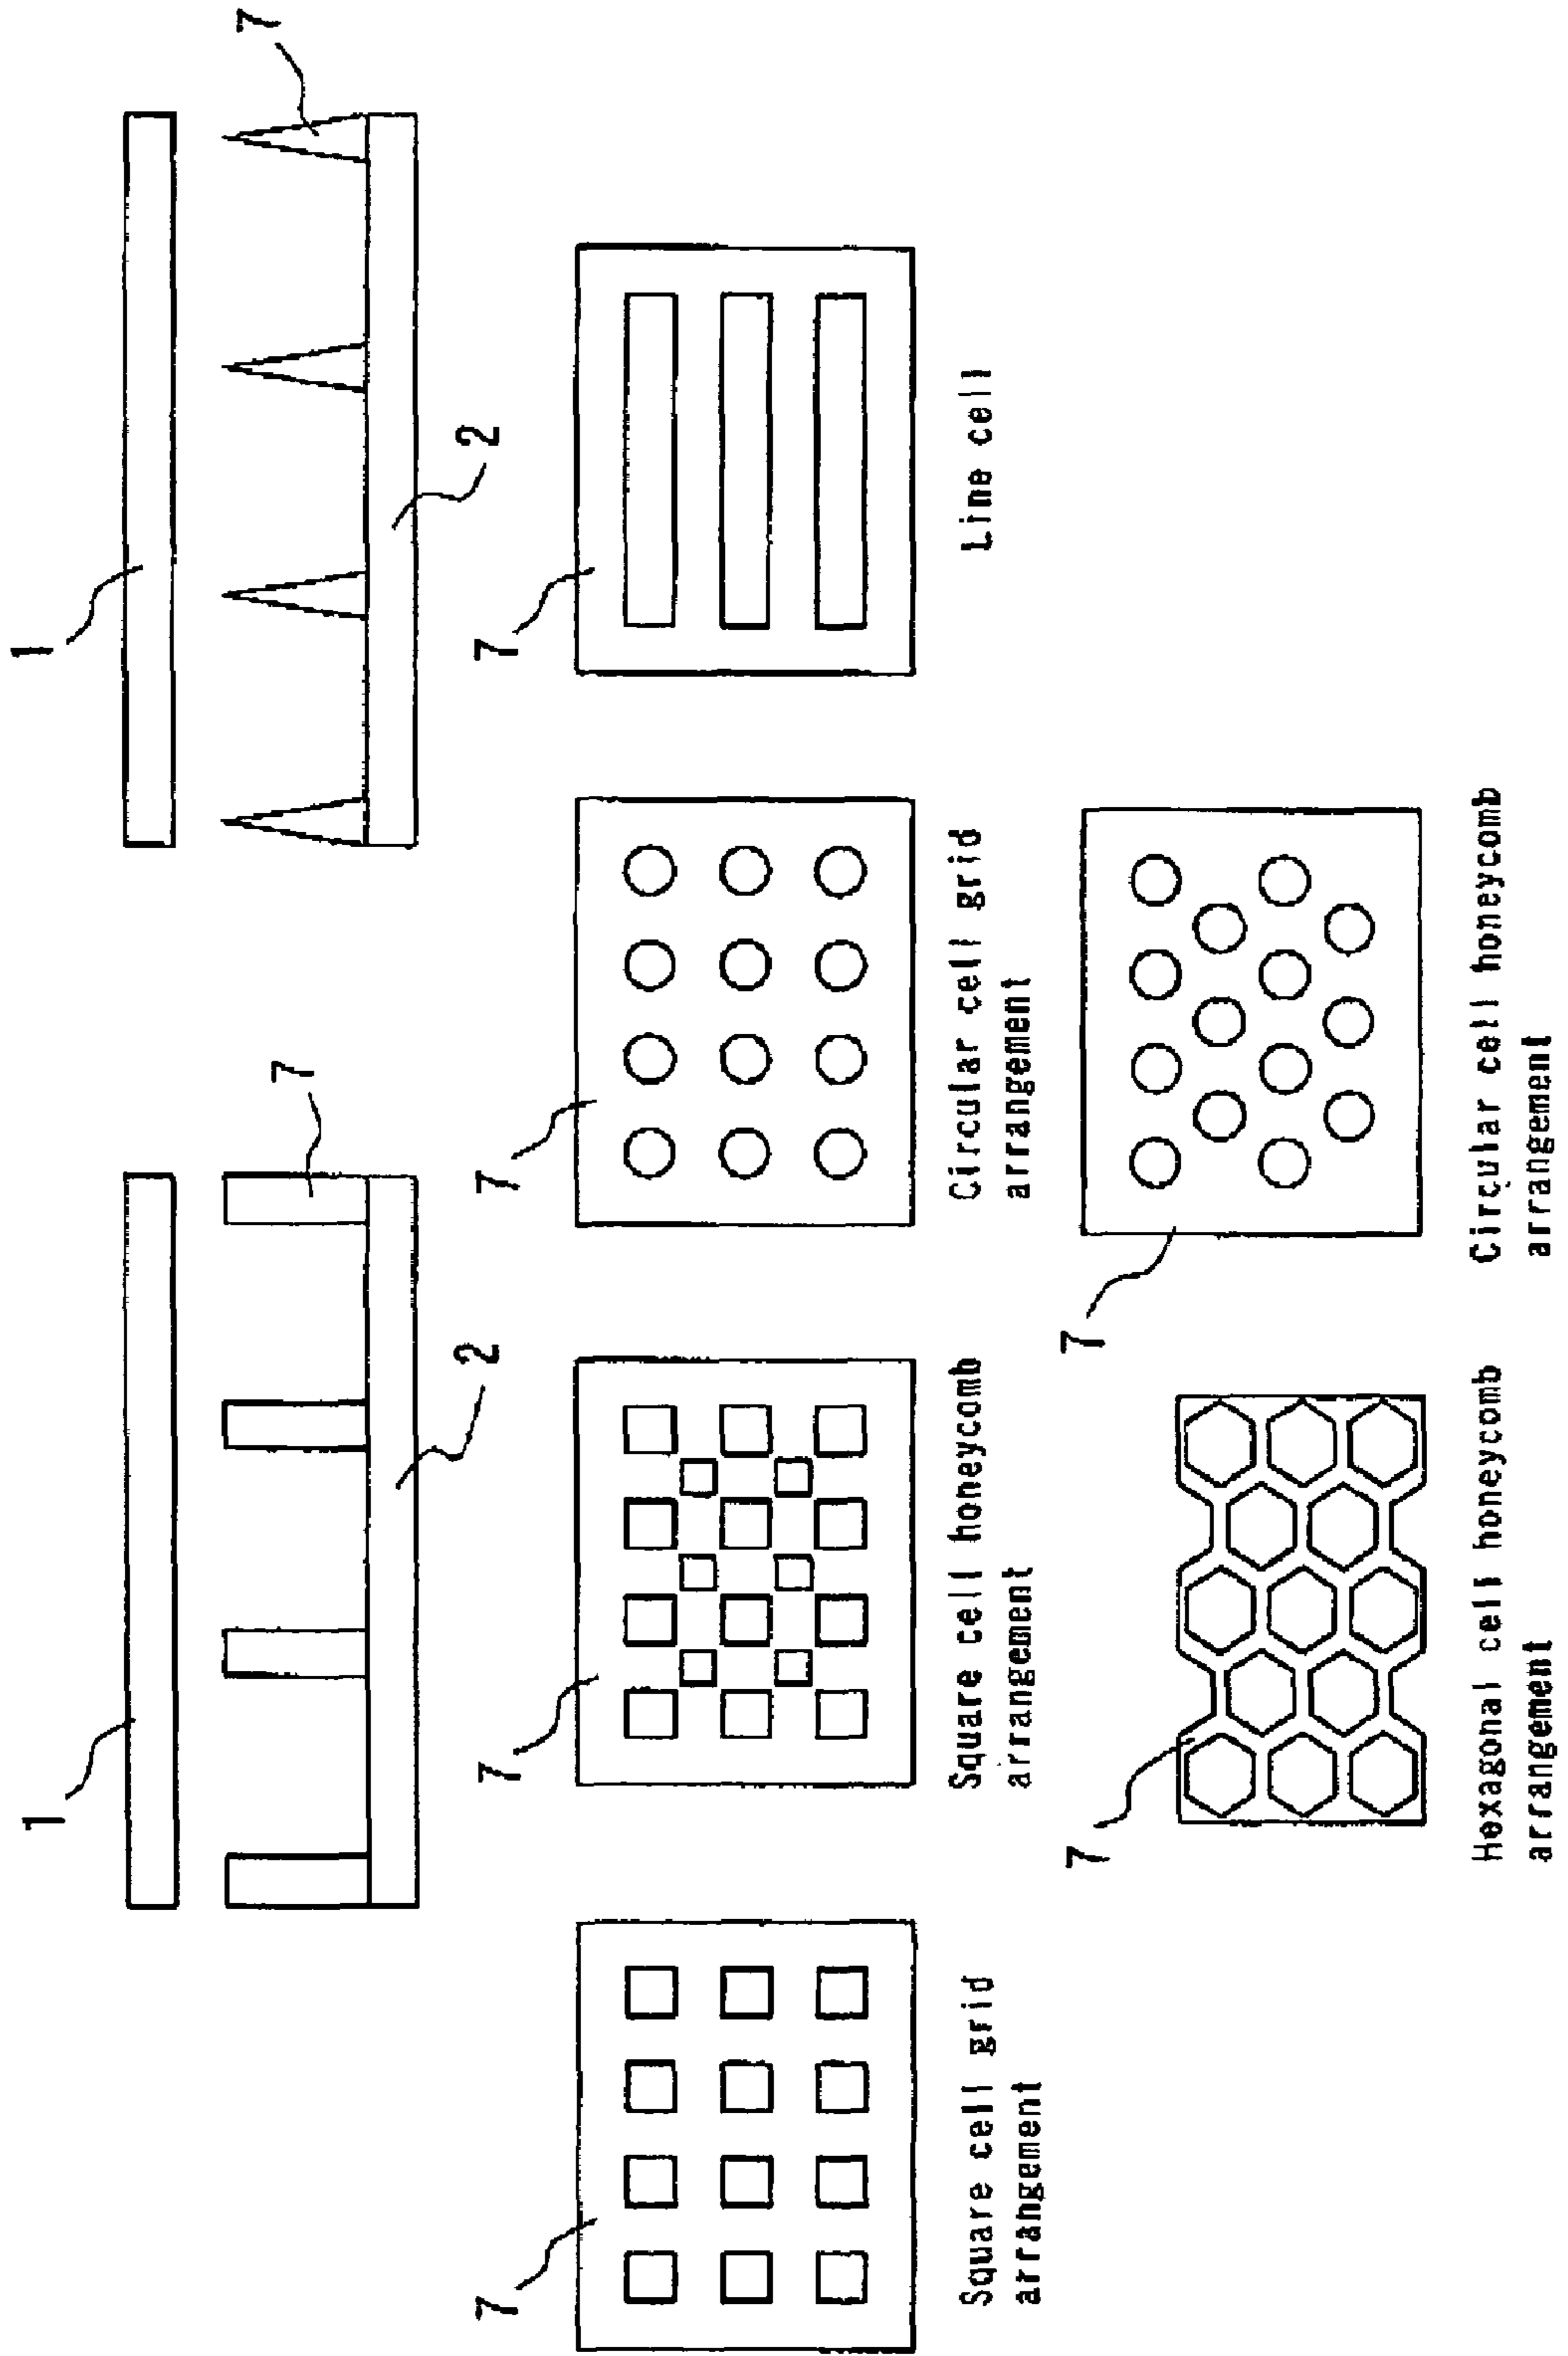 1
1
7
7
2
2
7
7
7
7
Square cell grid
arrangement
Square cell honeycomb
arrangement
Circular cell grid
arrangement
Line cell
7
7
Hexagonal cell honeycomb
arrangement
Circular cell honeycomb
arrangement